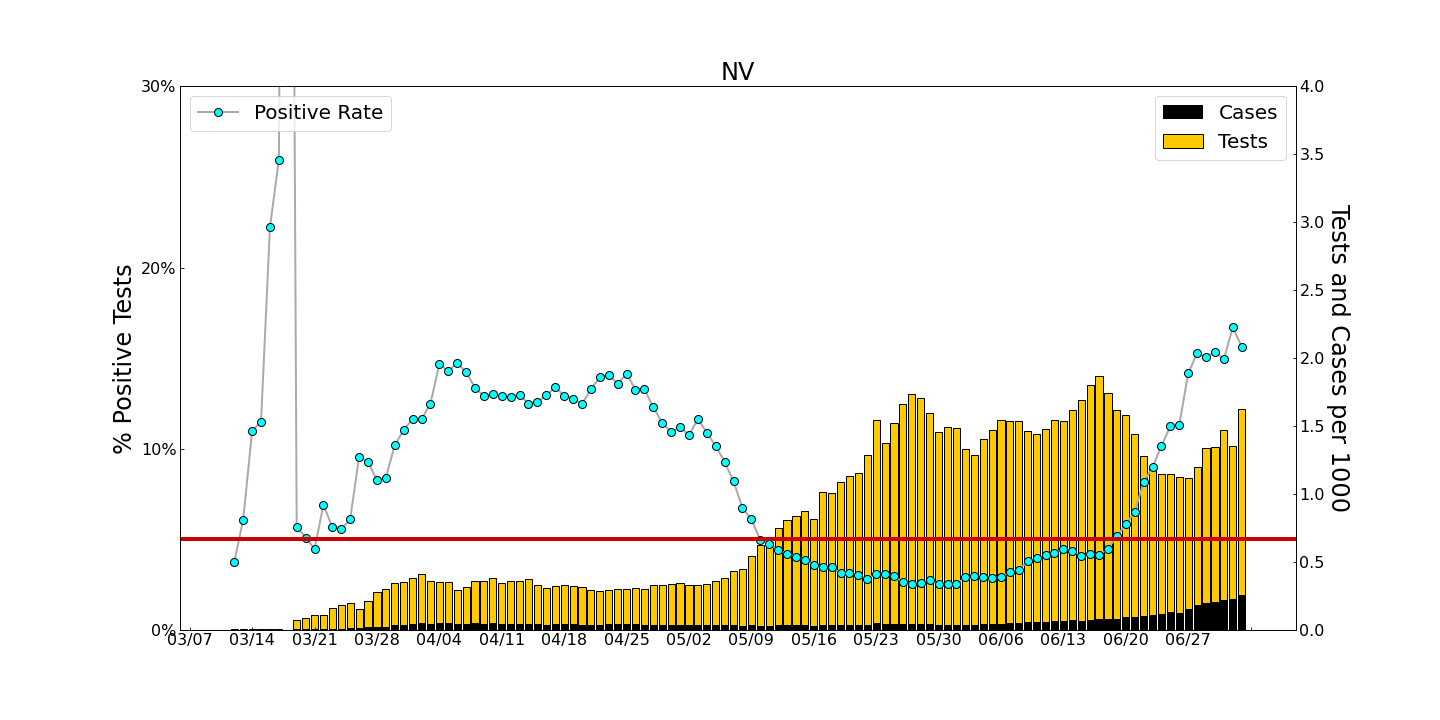 NV
30%
20%
10%
0%
% Positive Tests
Positive Rate
Cases
Tests
4.0
3.5
3.0
2.5
2.0
1.5
1.0
0.5
0.0
Tests and Cases per 1000
03/07 03/14 03/21 03/28 04/04 04/11 04/18 04/25 05/02 05/09 05/16 05/23 05/30 06/06 06/13 06/20 06/27